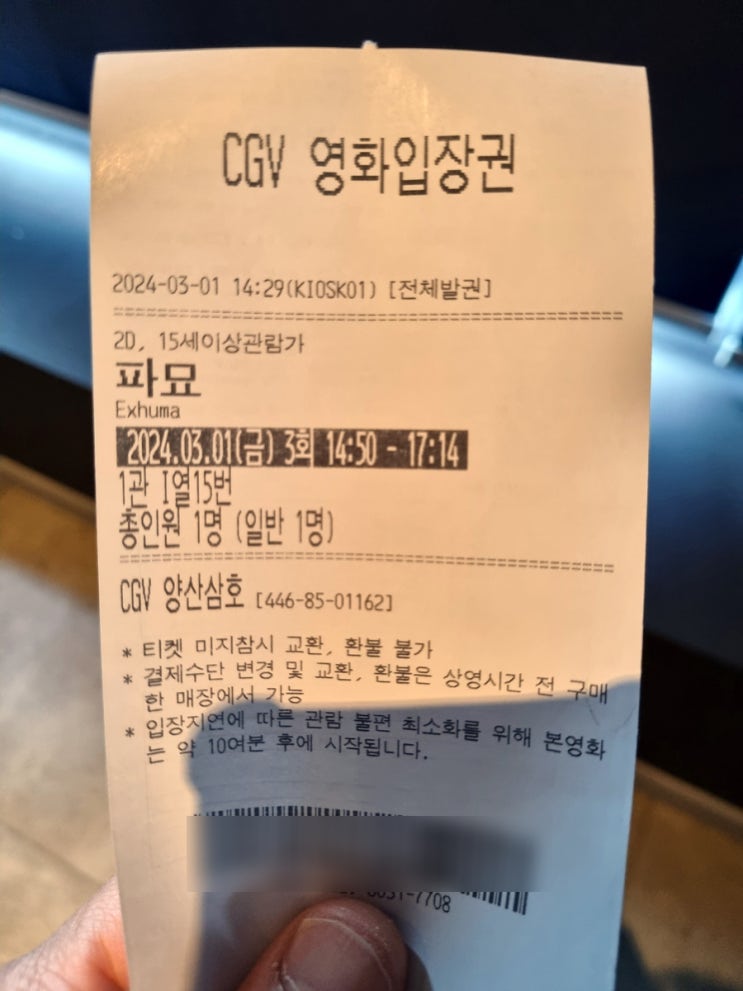 CGV 영화입장권
2024-03-01 14:29(KIOSK01) [전체발권]
2D, 15세이상관람가
파묘
Exhuma
2024.03.01(금) 3회 14:50 - 17:14
1관 I열15번
총인원 1명 (일반 1명)
CGV 양산삼호 [446-85-01162]
* 티켓 미지참시 교환, 환불 불가
* 결제수단 변경 및 교환, 환불은 상영시간 전 구매
한 매장에서 가능
* 입장지연에 따른 관람 불편 최소화를 위해 본영화
는 약 10여분 후에 시작됩니다.